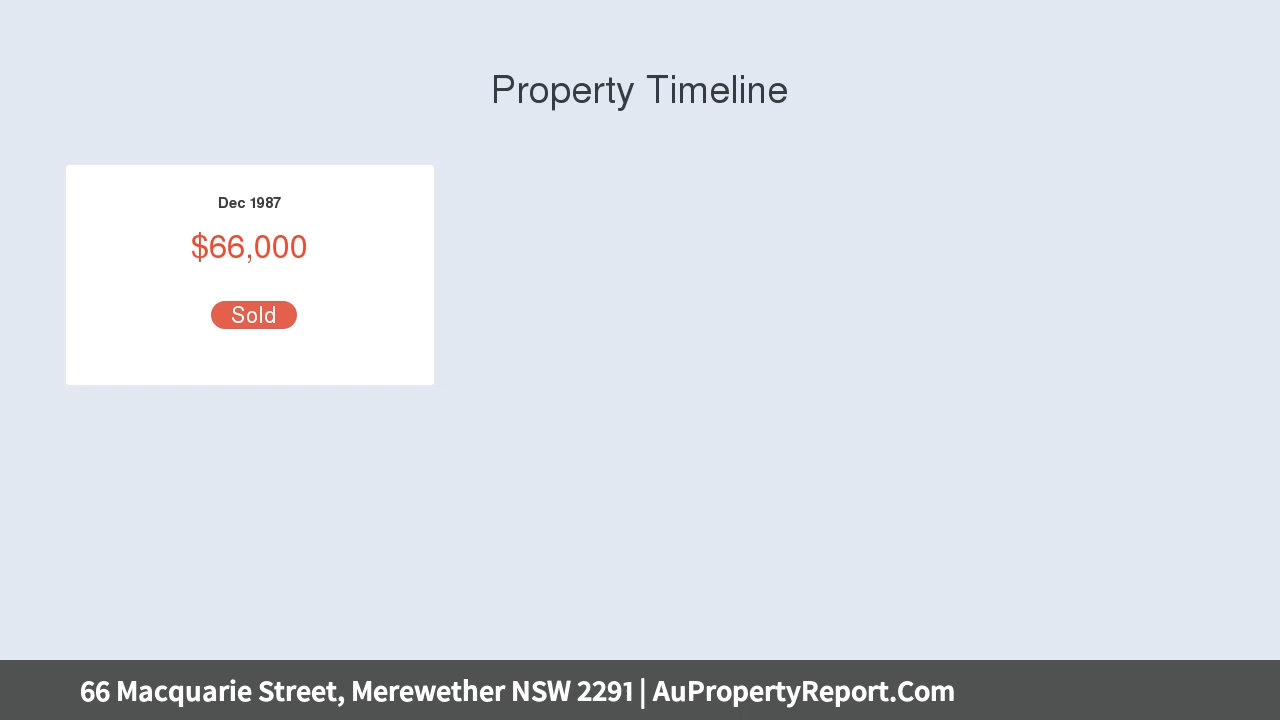 Property Timeline
Dec 1987
$66,000
Sold
66 Macquarie Street, Merewether NSW 2291 | AuPropertyReport.Com